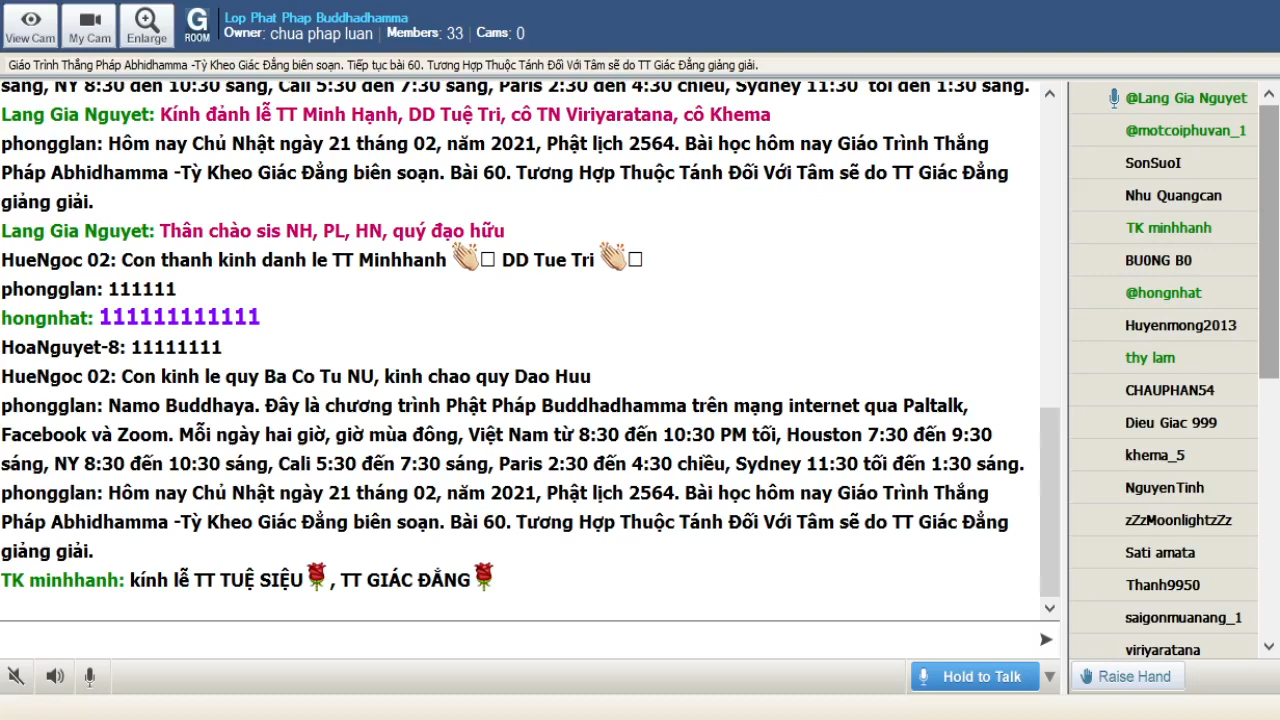 View Cam
My Cam
Enlarge
G ROOM
Lop Phat Phap Buddhadhamma
Owner: chua phap luan | Members: 33 | Cams: 0
Giáo Trình Thắng Pháp Abhidhamma -Tỳ Kheo Giác Đẳng biên soạn. Tiếp tục bài 60. Tương Hợp Thuộc Tánh Đối Với Tâm sẽ do TT Giác Đẳng giảng giải.
sáng, NY 8:30 đến 10:30 sáng, Cali 5:30 đến 7:30 sáng, Paris 2:30 đến 4:30 chiều, Sydney 11:30 tối đến 1:30 sáng.
Lang Gia Nguyet: Kính đảnh lễ TT Minh Hạnh, DD Tuệ Tri, cô TN Viriyaratana, cô Khema
phongglan: Hôm nay Chủ Nhật ngày 21 tháng 02, năm 2021, Phật lịch 2564. Bài học hôm nay Giáo Trình Thắng
Pháp Abhidhamma -Tỳ Kheo Giác Đẳng biên soạn. Bài 60. Tương Hợp Thuộc Tánh Đối Với Tâm sẽ do TT Giác Đẳng
giảng giải.
Lang Gia Nguyet: Thân chào sis NH, PL, HN, quý đạo hữu
HueNgoc 02: Con thanh kinh danh le TT Minhhanh 👏 DD Tue Tri 👏
phongglan: 111111
hongnhat: 111111111111
HoaNguyet-8: 11111111
HueNgoc 02: Con kinh le quy Ba Co Tu NU, kinh chao quy Dao Huu
phongglan: Namo Buddhaya. Đây là chương trình Phật Pháp Buddhadhamma trên mạng internet qua Paltalk,
Facebook và Zoom. Mỗi ngày hai giờ, giờ mùa đông, Việt Nam từ 8:30 đến 10:30 PM tối, Houston 7:30 đến 9:30
sáng, NY 8:30 đến 10:30 sáng, Cali 5:30 đến 7:30 sáng, Paris 2:30 đến 4:30 chiều, Sydney 11:30 tối đến 1:30 sáng.
phongglan: Hôm nay Chủ Nhật ngày 21 tháng 02, năm 2021, Phật lịch 2564. Bài học hôm nay Giáo Trình Thắng
Pháp Abhidhamma -Tỳ Kheo Giác Đẳng biên soạn. Bài 60. Tương Hợp Thuộc Tánh Đối Với Tâm sẽ do TT Giác Đẳng
giảng giải.
TK minhhanh: kính lễ TT TUỆ SIỆU🌹, TT GIÁC ĐẲNG🌹
@Lang Gia Nguyet
@motcoiphuvan_1
SonSuoI
Nhu Quangcan
TK minhhanh
BU0NG B0
@hongnhat
Huyenmong2013
thy lam
CHAUPHAN54
Dieu Giac 999
khema_5
NguyenTinh
zZzMoonlightzZz
Sati amata
Thanh9950
saigonmuanang_1
viriyaratana
Hold to Talk
Raise Hand